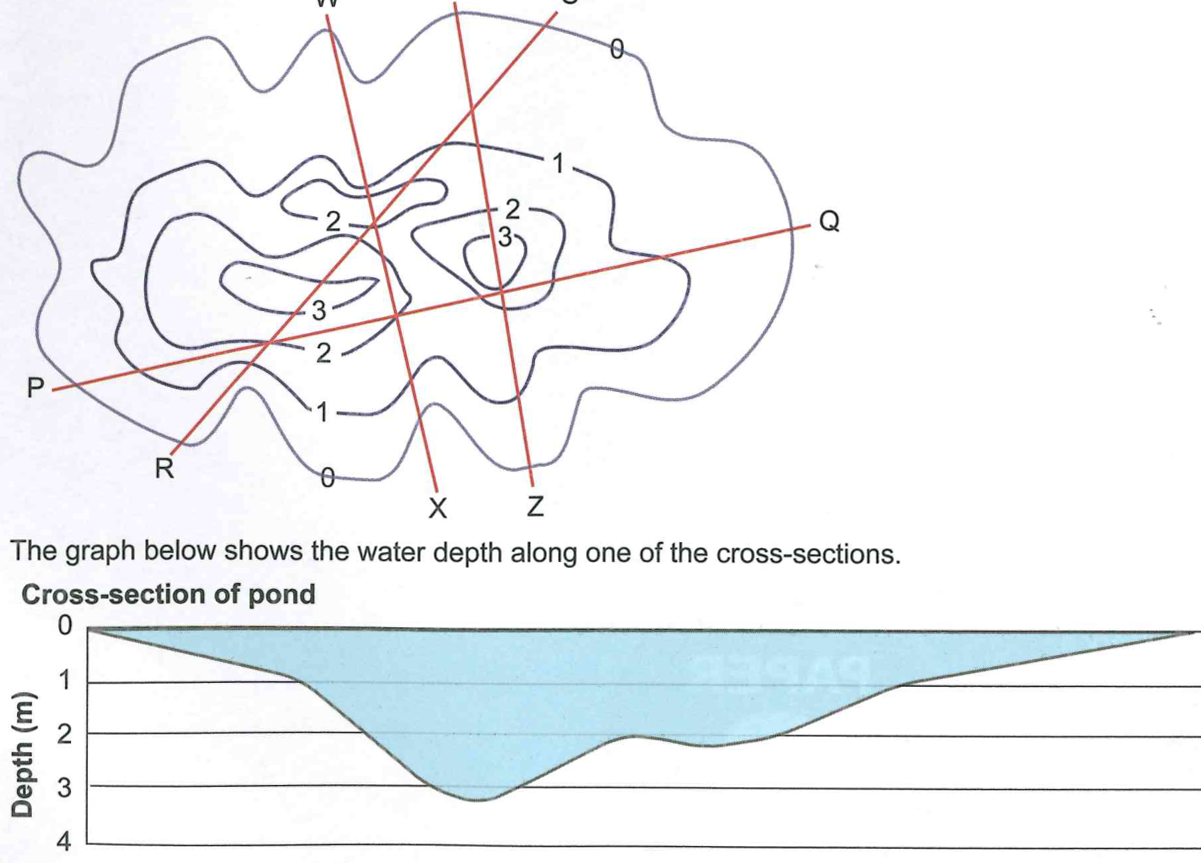 W
0
1
2
2
3
Q
3
2
P
1
R
0
X
Z
The graph below shows the water depth along one of the cross-sections.
Cross-section of pond
0
1
2
3
4
Depth (m)